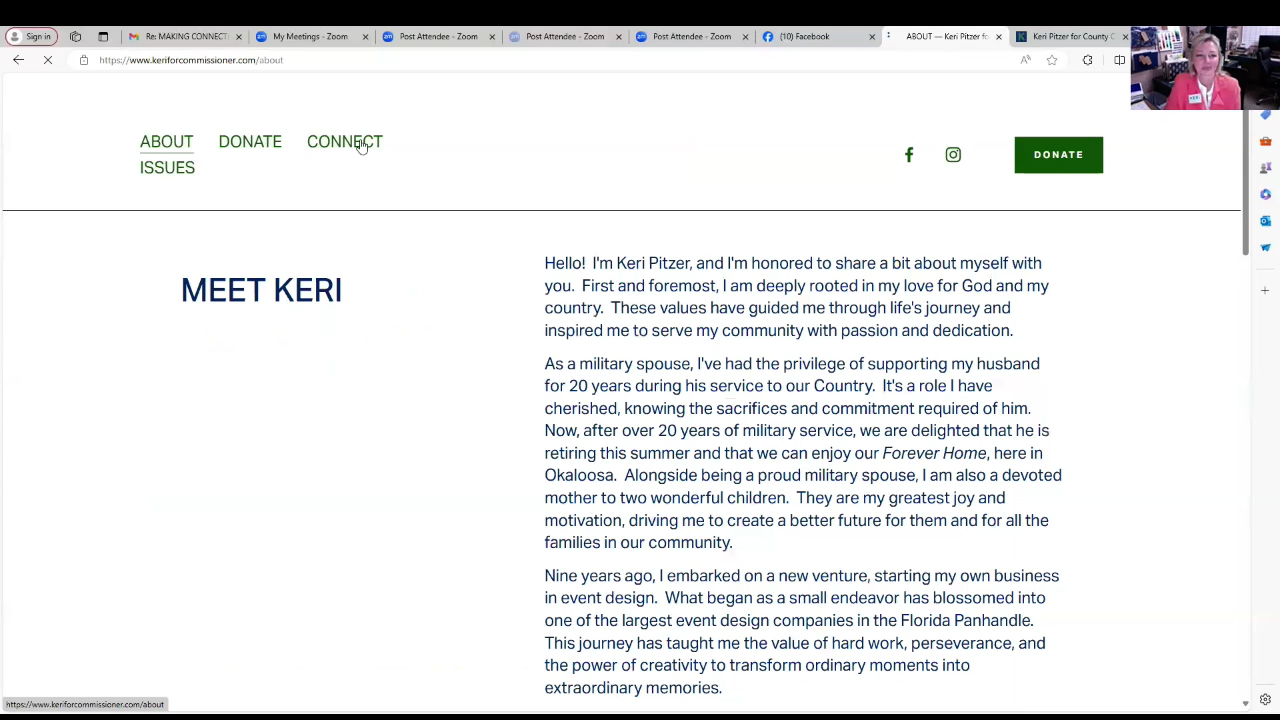 Sign in
Re: MAKING CONNECTI
My Meetings - Zoom
Post Attendee - Zoom
Post Attendee - Zoom
Post Attendee - Zoom
(10) Facebook
ABOUT — Keri Pitzer fo
Keri Pitzer for County C
https://www.keriforcommissioner.com/about
ABOUT DONATE CONNECT
ISSUES
DONATE
MEET KERI
Hello! I'm Keri Pitzer, and I'm honored to share a bit about myself with
you. First and foremost, I am deeply rooted in my love for God and my
country. These values have guided me through life's journey and
inspired me to serve my community with passion and dedication.
As a military spouse, I've had the privilege of supporting my husband
for 20 years during his service to our Country. It's a role I have
cherished, knowing the sacrifices and commitment required of him.
Now, after over 20 years of military service, we are delighted that he is
retiring this summer and that we can enjoy our Forever Home, here in
Okaloosa. Alongside being a proud military spouse, I am also a devoted
mother to two wonderful children. They are my greatest joy and
motivation, driving me to create a better future for them and for all the
families in our community.
Nine years ago, I embarked on a new venture, starting my own business
in event design. What began as a small endeavor has blossomed into
one of the largest event design companies in the Florida Panhandle.
This journey has taught me the value of hard work, perseverance, and
the power of creativity to transform ordinary moments into
extraordinary memories.
https://www.keriforcommissioner.com/about